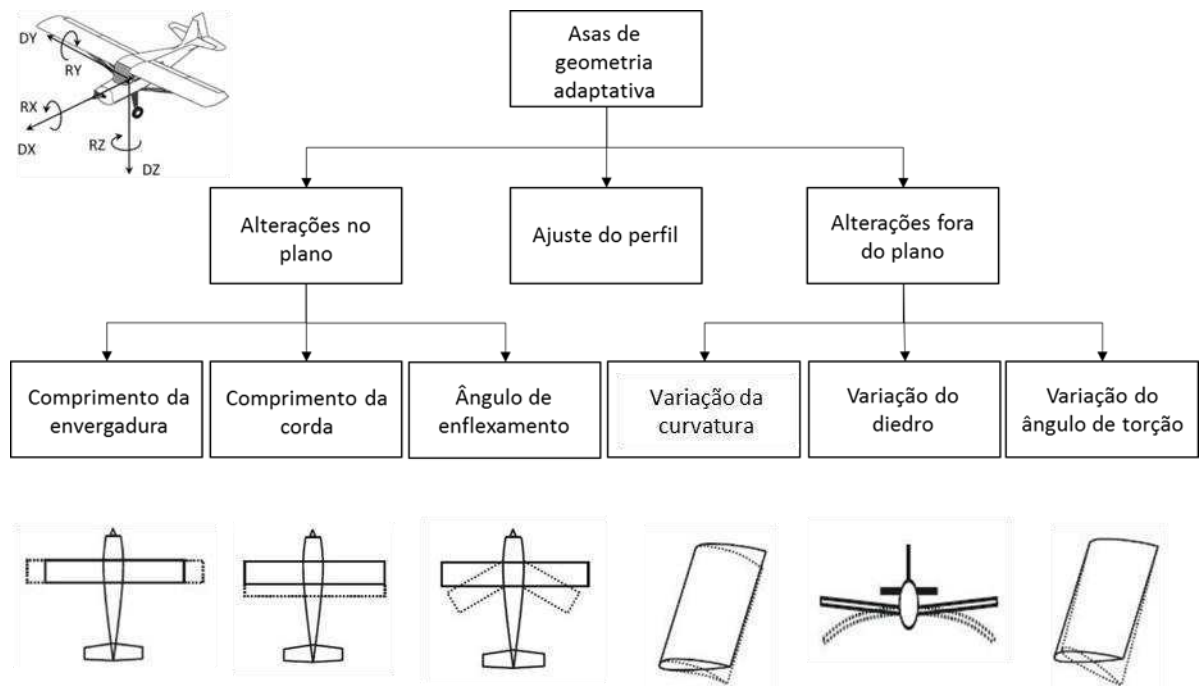 DY
RY
RX
DX
RZ
DZ
Asas de
geometria
adaptativa
Alterações no
plano
Ajuste do perfil
Alterações fora
do plano
Comprimento da
envergadura
Comprimento da
corda
Ângulo de
enflexamento
Variação da
curvatura
Variação do
diedro
Variação do
ângulo de torção